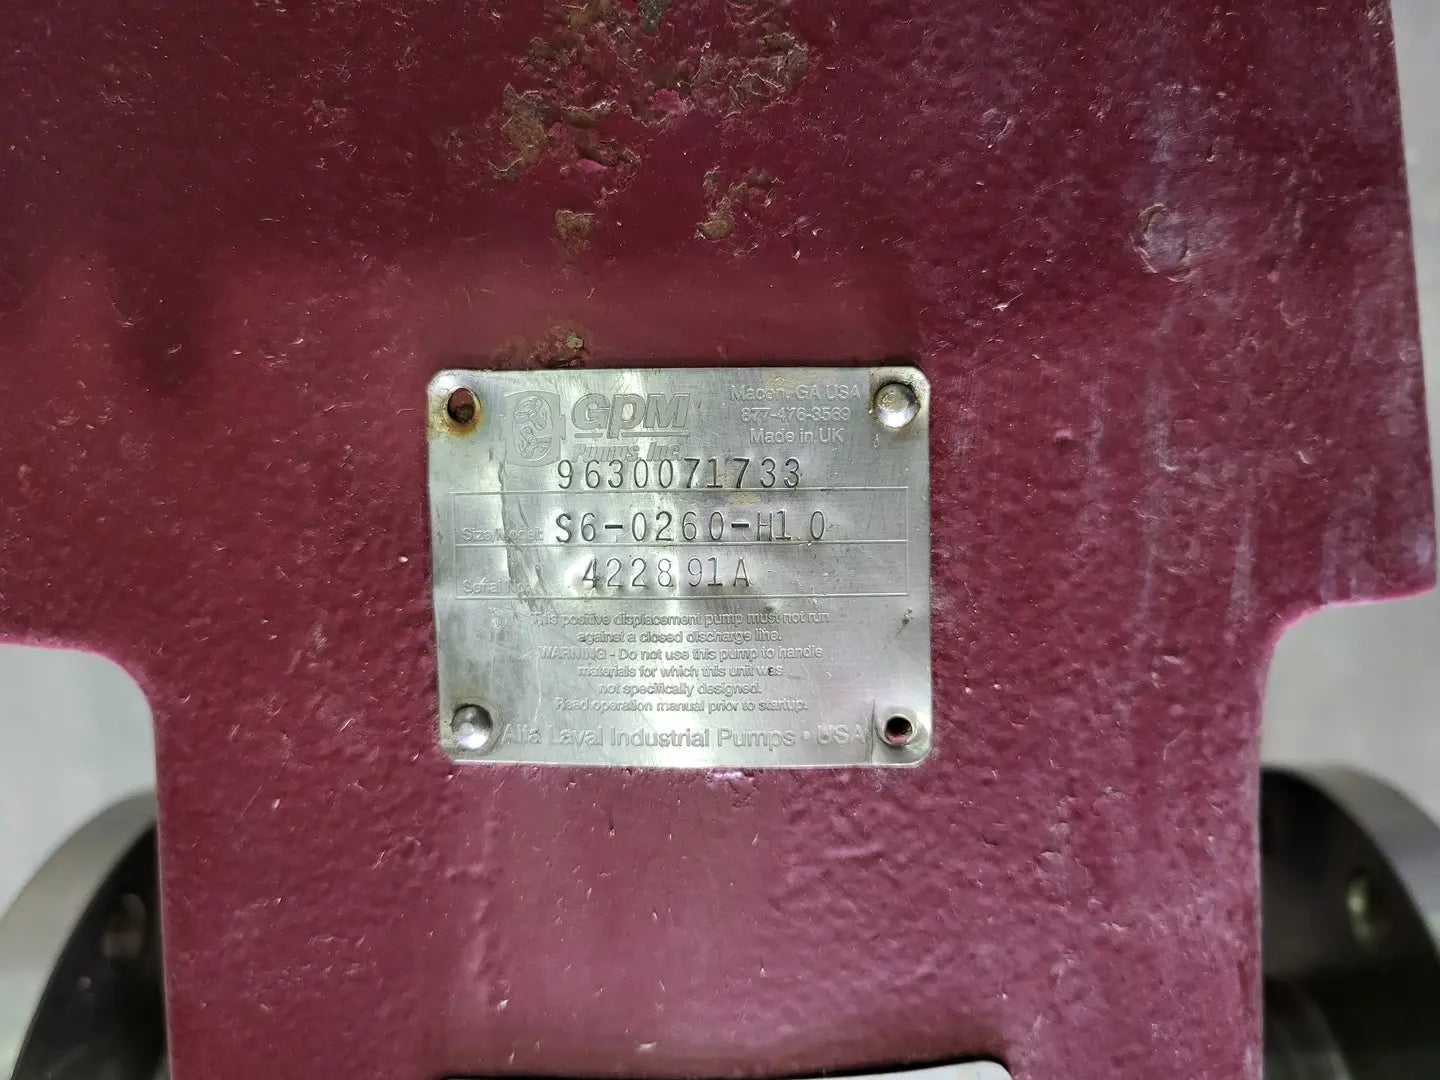 GPM
Pumps, Inc.
Macon, GA USA
877-476-3589
Made in UK
9630071733
Size/Model: S6-0260-H10
Serial No. 422891A
This positive displacement pump must not run
against a closed discharge line.
WARNING - Do not use this pump to handle
materials for which this unit was
not specifically designed.
Read operation manual prior to startup.
Alfa Laval Industrial Pumps • USA